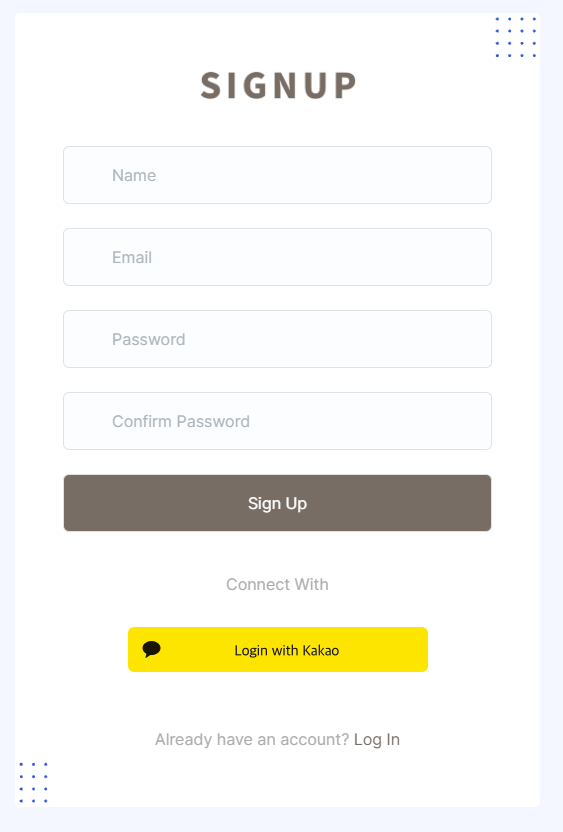 SIGNUP
Name
Email
Password
Confirm Password
Sign Up
Connect With
Login with Kakao
Already have an account? Log In